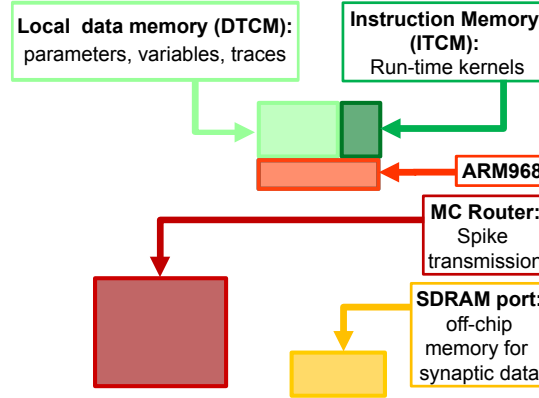 Local data memory (DTCM):
parameters, variables, traces
Instruction Memory
(ITCM):
Run-time kernels
ARM968
MC Router:
Spike
transmission
SDRAM port:
off-chip
memory for
synaptic data